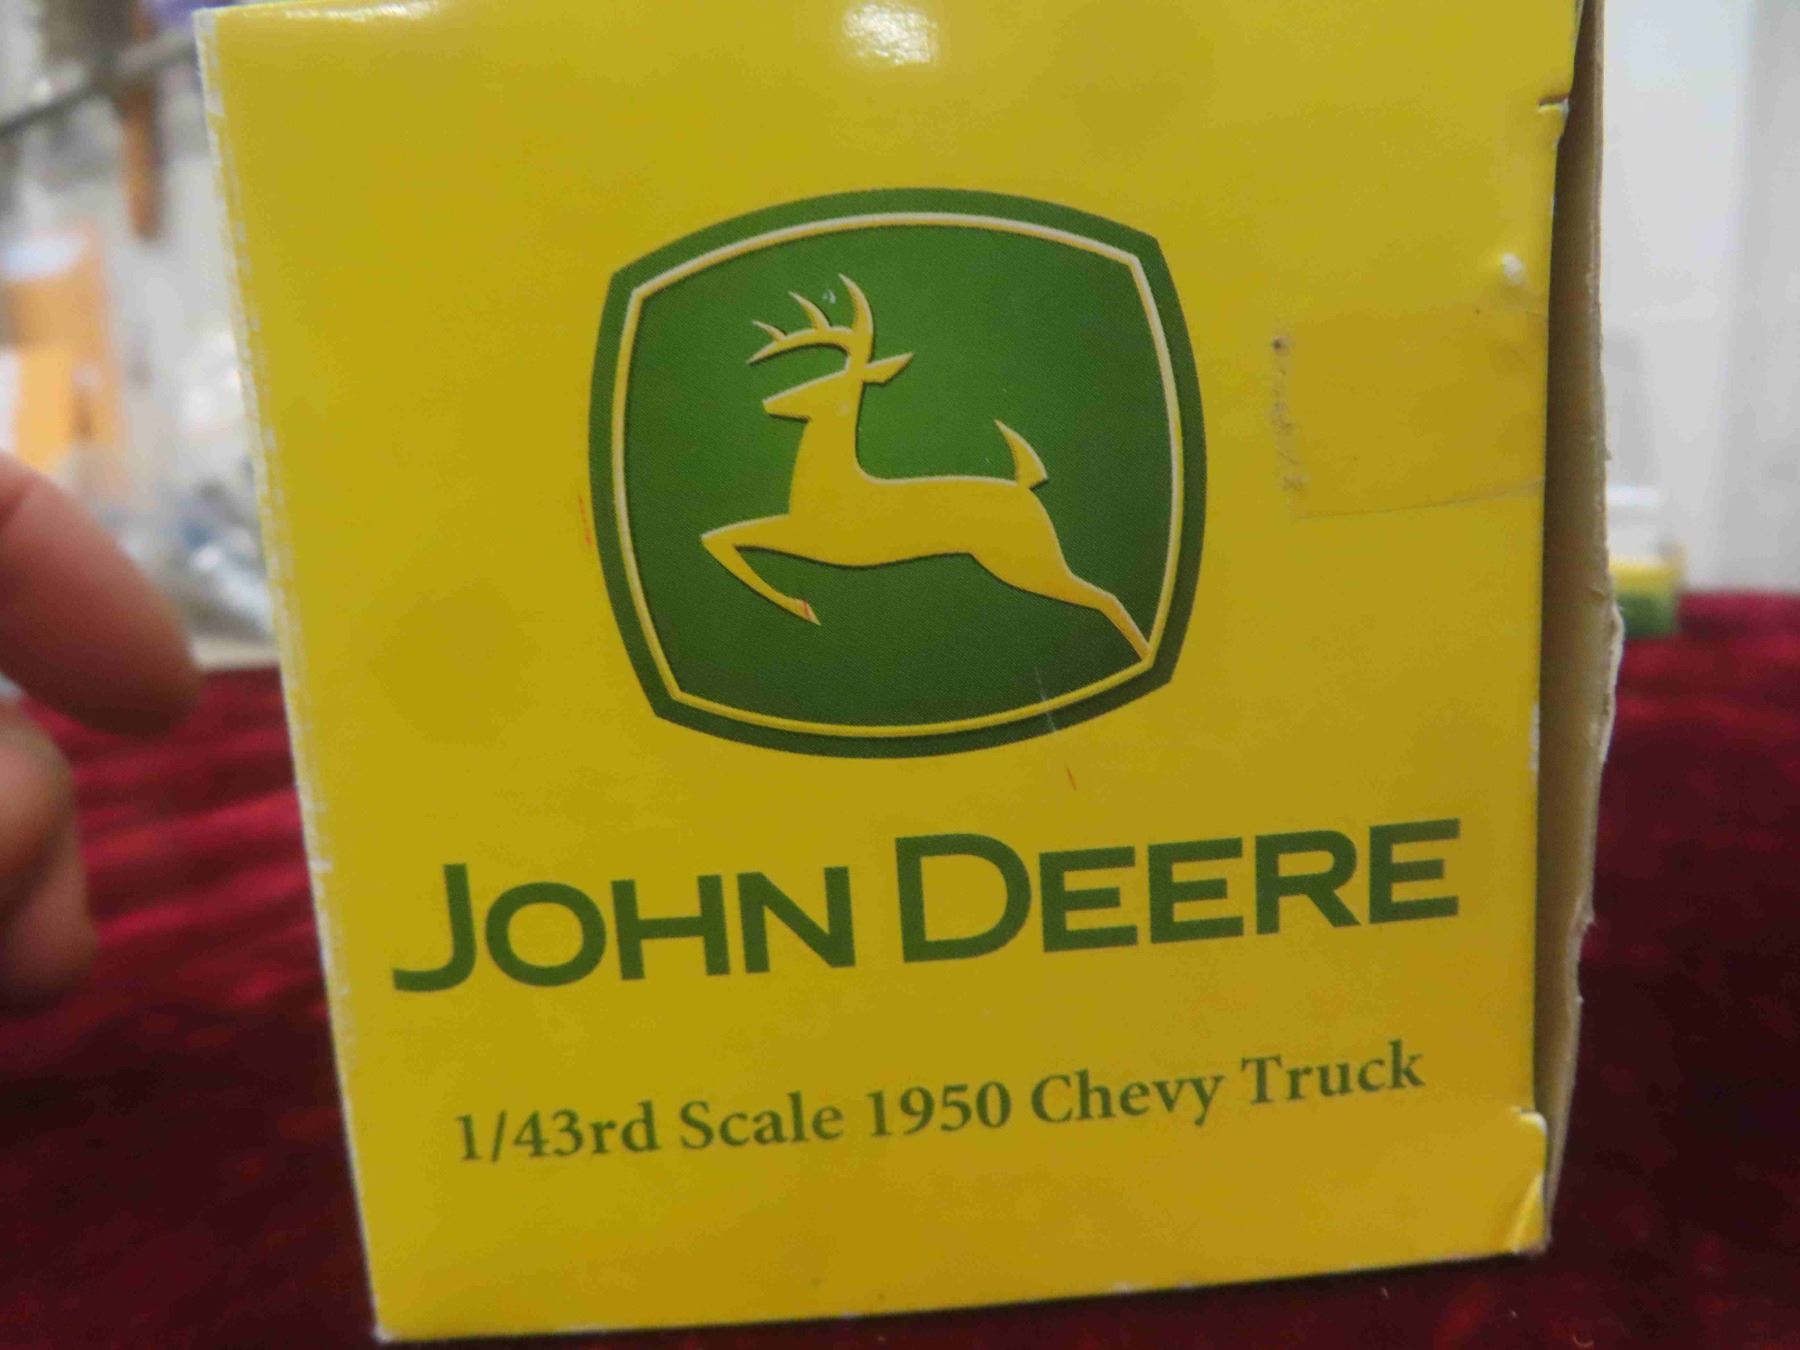 JOHN DEERE
1/43rd Scale 1950 Chevy Truck